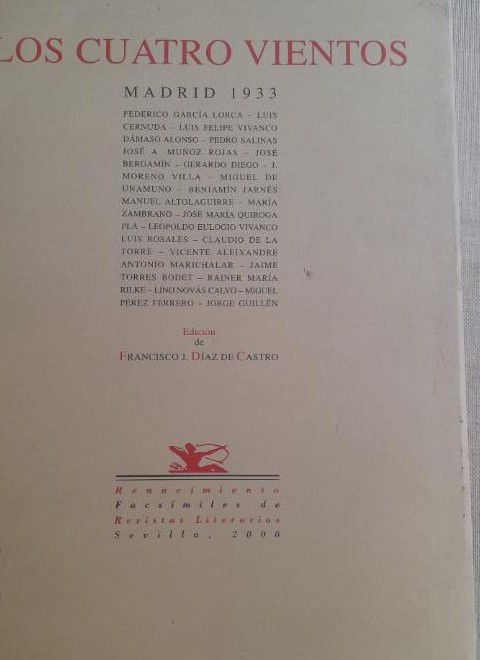 LOS CUATRO VIENTOS
MADRID 1933
FEDERICO GARCÍA LORCA – LUIS
CERNUDA – LUIS FELIPE VIVANCO
DÁMASO ALONSO – PEDRO SALINAS
JOSÉ A. MUÑOZ ROJAS – JOSÉ
BERGAMÍN – GERARDO DIEGO – J.
MORENO VILLA – MIGUEL DE
UNAMUNO – BENJAMÍN JARNÉS
MANUEL ALTOLAGUIRRE – MARÍA
ZAMBRANO – JOSÉ MARÍA QUIROGA
PLÁ – LEOPOLDO EULOGIO VIVANCO
LUIS ROSALES – CLAUDIO DE LA
TORRE – VICENTE ALEIXANDRE
ANTONIO MARICHALAR – JAIME
TORRES BODET – RAINER MARÍA
RILKE – LINO NOVÁS CALVO – MIGUEL
PÉREZ FERRERO – JORGE GUILLÉN
Edición
de
FRANCISCO J. DÍAZ DE CASTRO
Renacimiento
Facsímiles de
Revistas Literarias
Sevilla, 2000